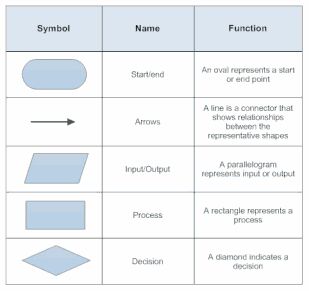 Symbol Name Function
Start/end
An oval represents a start
or end point
Arrows
A line is a connector that
shows relationships
between the
representative shapes
Input/Output
A parallelogram
represents input or output
Process
A rectangle represents a
process
Decision
A diamond indicates a
decision